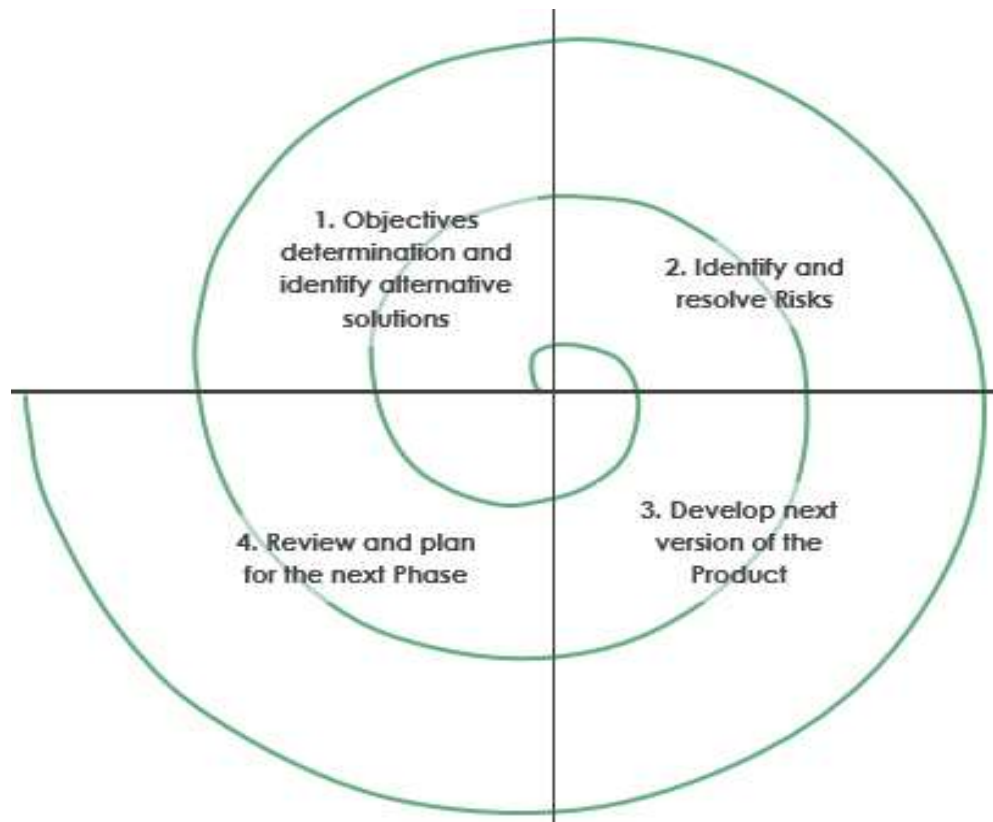 1. Objectives
determination and
identify alternative
solutions
2. Identify and
resolve Risks
3. Develop next
version of the
Product
4. Review and plan
for the next Phase